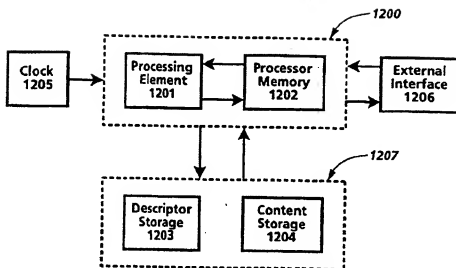 1200
Clock
1205
Processing
Element
1201
Processor
Memory
1202
External
Interface
1206
1207
Descriptor
Storage
1203
Content
Storage
1204